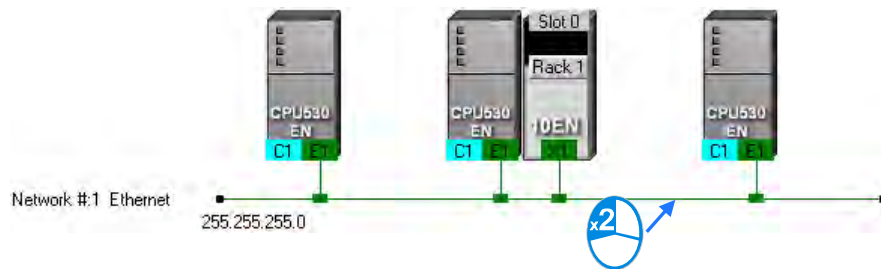 Slot 0
Rack 1
CPU530
EN
C1 E1
CPU530
EN
C1 E1
10EN
X1
CPU530
EN
C1 E1
Network #:1 Ethernet
255.255.255.0
x2